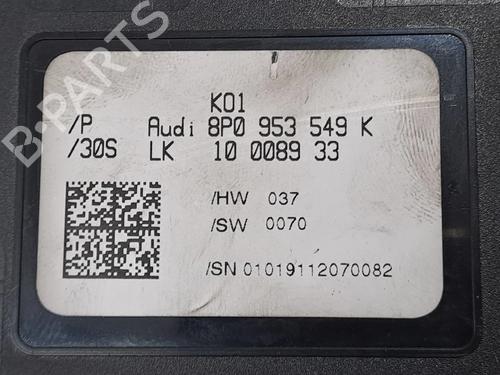 K01
/P Audi 8P0 953 549 K
/30S LK 10 0089 33
/HW 037
/SW 0070
/SN 01019112070082
B-PARTS